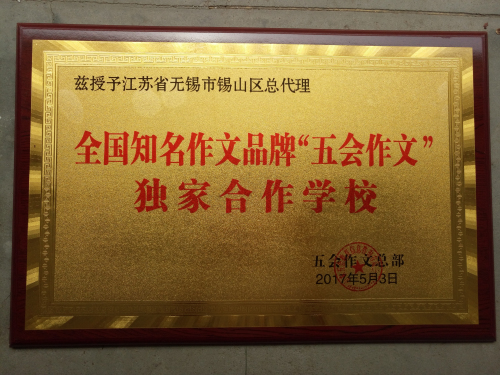 兹授予江苏省无锡市锡山区总代理
全国知名作文品牌“五会作文”
独家合作学校
五会作文总部
2017年5月3日